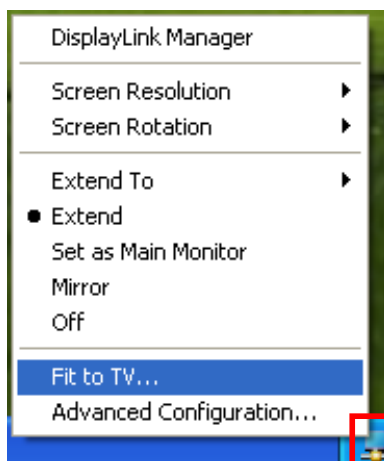 DisplayLink Manager
Screen Resolution
Screen Rotation
Extend To
Extend
Set as Main Monitor
Mirror
Off
Fit to TV...
Advanced Configuration...